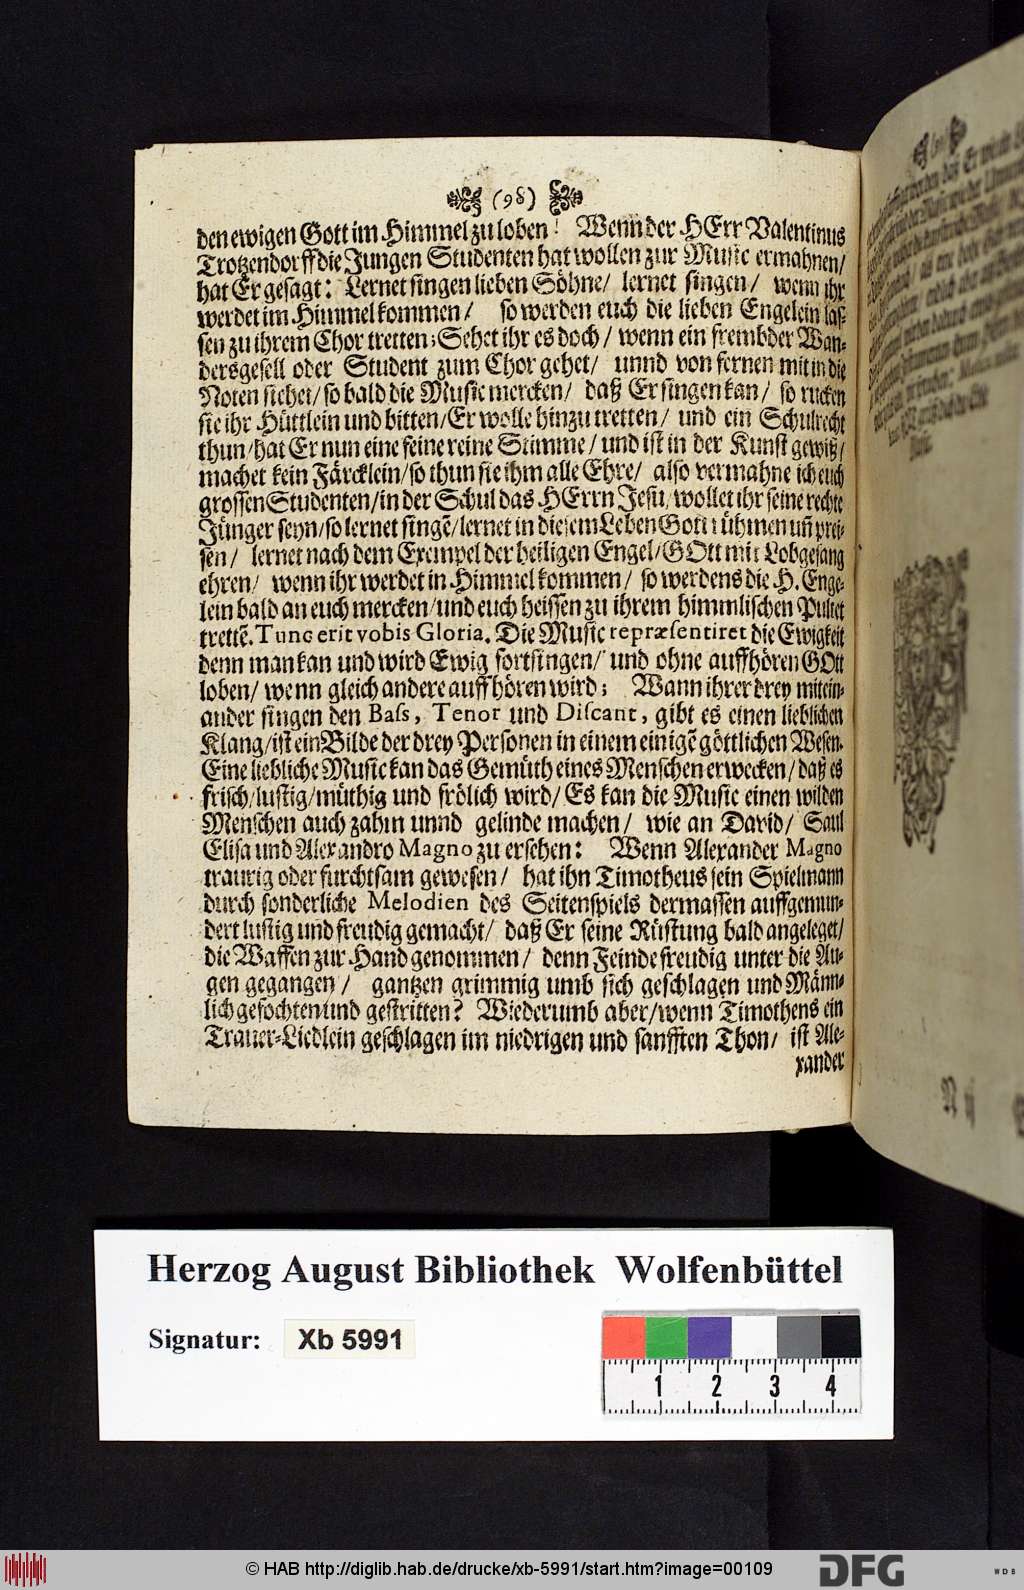 (98)
den ewigen Gott im Himmel zu loben! Wenn der HErr Valentinus
Trotzendorff die Jungen Studenten hat wollen zur Music ermahnen/
hat Er gesagt: Lernet singen lieben Söhne/ lernet singen/ wenn ihr
werdet im Himmel kommen/ so werden euch die lieben Engelein las-
sen zu ihrem Chor tretten; Sehet ihr es doch/ wenn ein frembder Wan-
dersgesell oder Student zum Chor gehet/ unnd von fernen mit in die
Noten siehet/ so bald die Music mercken/ daß Er singen kan/ so rucken
sie ihr Hüttlein und bitten/ Er wolle hinzu tretten/ und ein Schulrecht
thun/ hat Er nun eine feine reine Stimme/ und ist in der Kunst gewiß/
machet kein Färcklein/ so thun sie ihm alle Ehre/ also vermahne ich euch
grossen Studenten/ in der Schul das HErrn Jesu/ wollet ihr seine rechte
Jünger seyn/ so lernet singē/ lernet in diesem Leben Gott rühmen uñ prei-
sen/ lernet nach dem Exempel der heiligen Engel/ GOtt mit Lobgesang
ehren/ wenn ihr werdet in Himmel kommen/ so werdens die H. Enge-
lein bald an euch mercken/ und euch heissen zu ihrem himmlischen Pultet
trettē. Tunc erit vobis Gloria. Die Music repræsentiret die Ewigkeit
denn man kan und wird Ewig fortsingen/ und ohne auffhören GOtt
loben/ wenn gleich andere auffhören wird; Wann ihrer drey mitein-
ander singen den Bass, Tenor und Discant, gibt es einen lieblichen
Klang/ ist ein Bilde der drey Personen in einem einigē göttlichen Wesen.
Eine liebliche Music kan das Gemüth eines Menschen erwecken/ daß es
frisch/ lustig/ müthig und frölich wird/ Es kan die Music einen wilden
Menschen auch zahm unnd gelinde machen/ wie an David/ Saul
Elisa und Alexandro Magno zu ersehen: Wenn Alexander Magno
traurig oder furchtsam gewesen/ hat ihn Timotheus sein Spielmann
durch sonderliche Melodien des Seitenspiels dermassen auffgemun-
dert lustig und freudig gemacht/ daß Er seine Rüstung bald angeleget/
die Waffen zur Hand genommen/ denn Feinde freudig unter die Au-
gen gegangen/ gantzen grimmig umb sich geschlagen und Männ-
lich gefochten und gestritten? Wiederumb aber/ wenn Timothens ein
Trauer-Liedlein geschlagen im niedrigen und sanfften Thon/ ist Ale-
xander
N ij
Herzog August Bibliothek Wolfenbüttel
Signatur: Xb 5991
1 2 3 4
© HAB http://diglib.hab.de/drucke/xb-5991/start.htm?image=00109
DFG
WDB